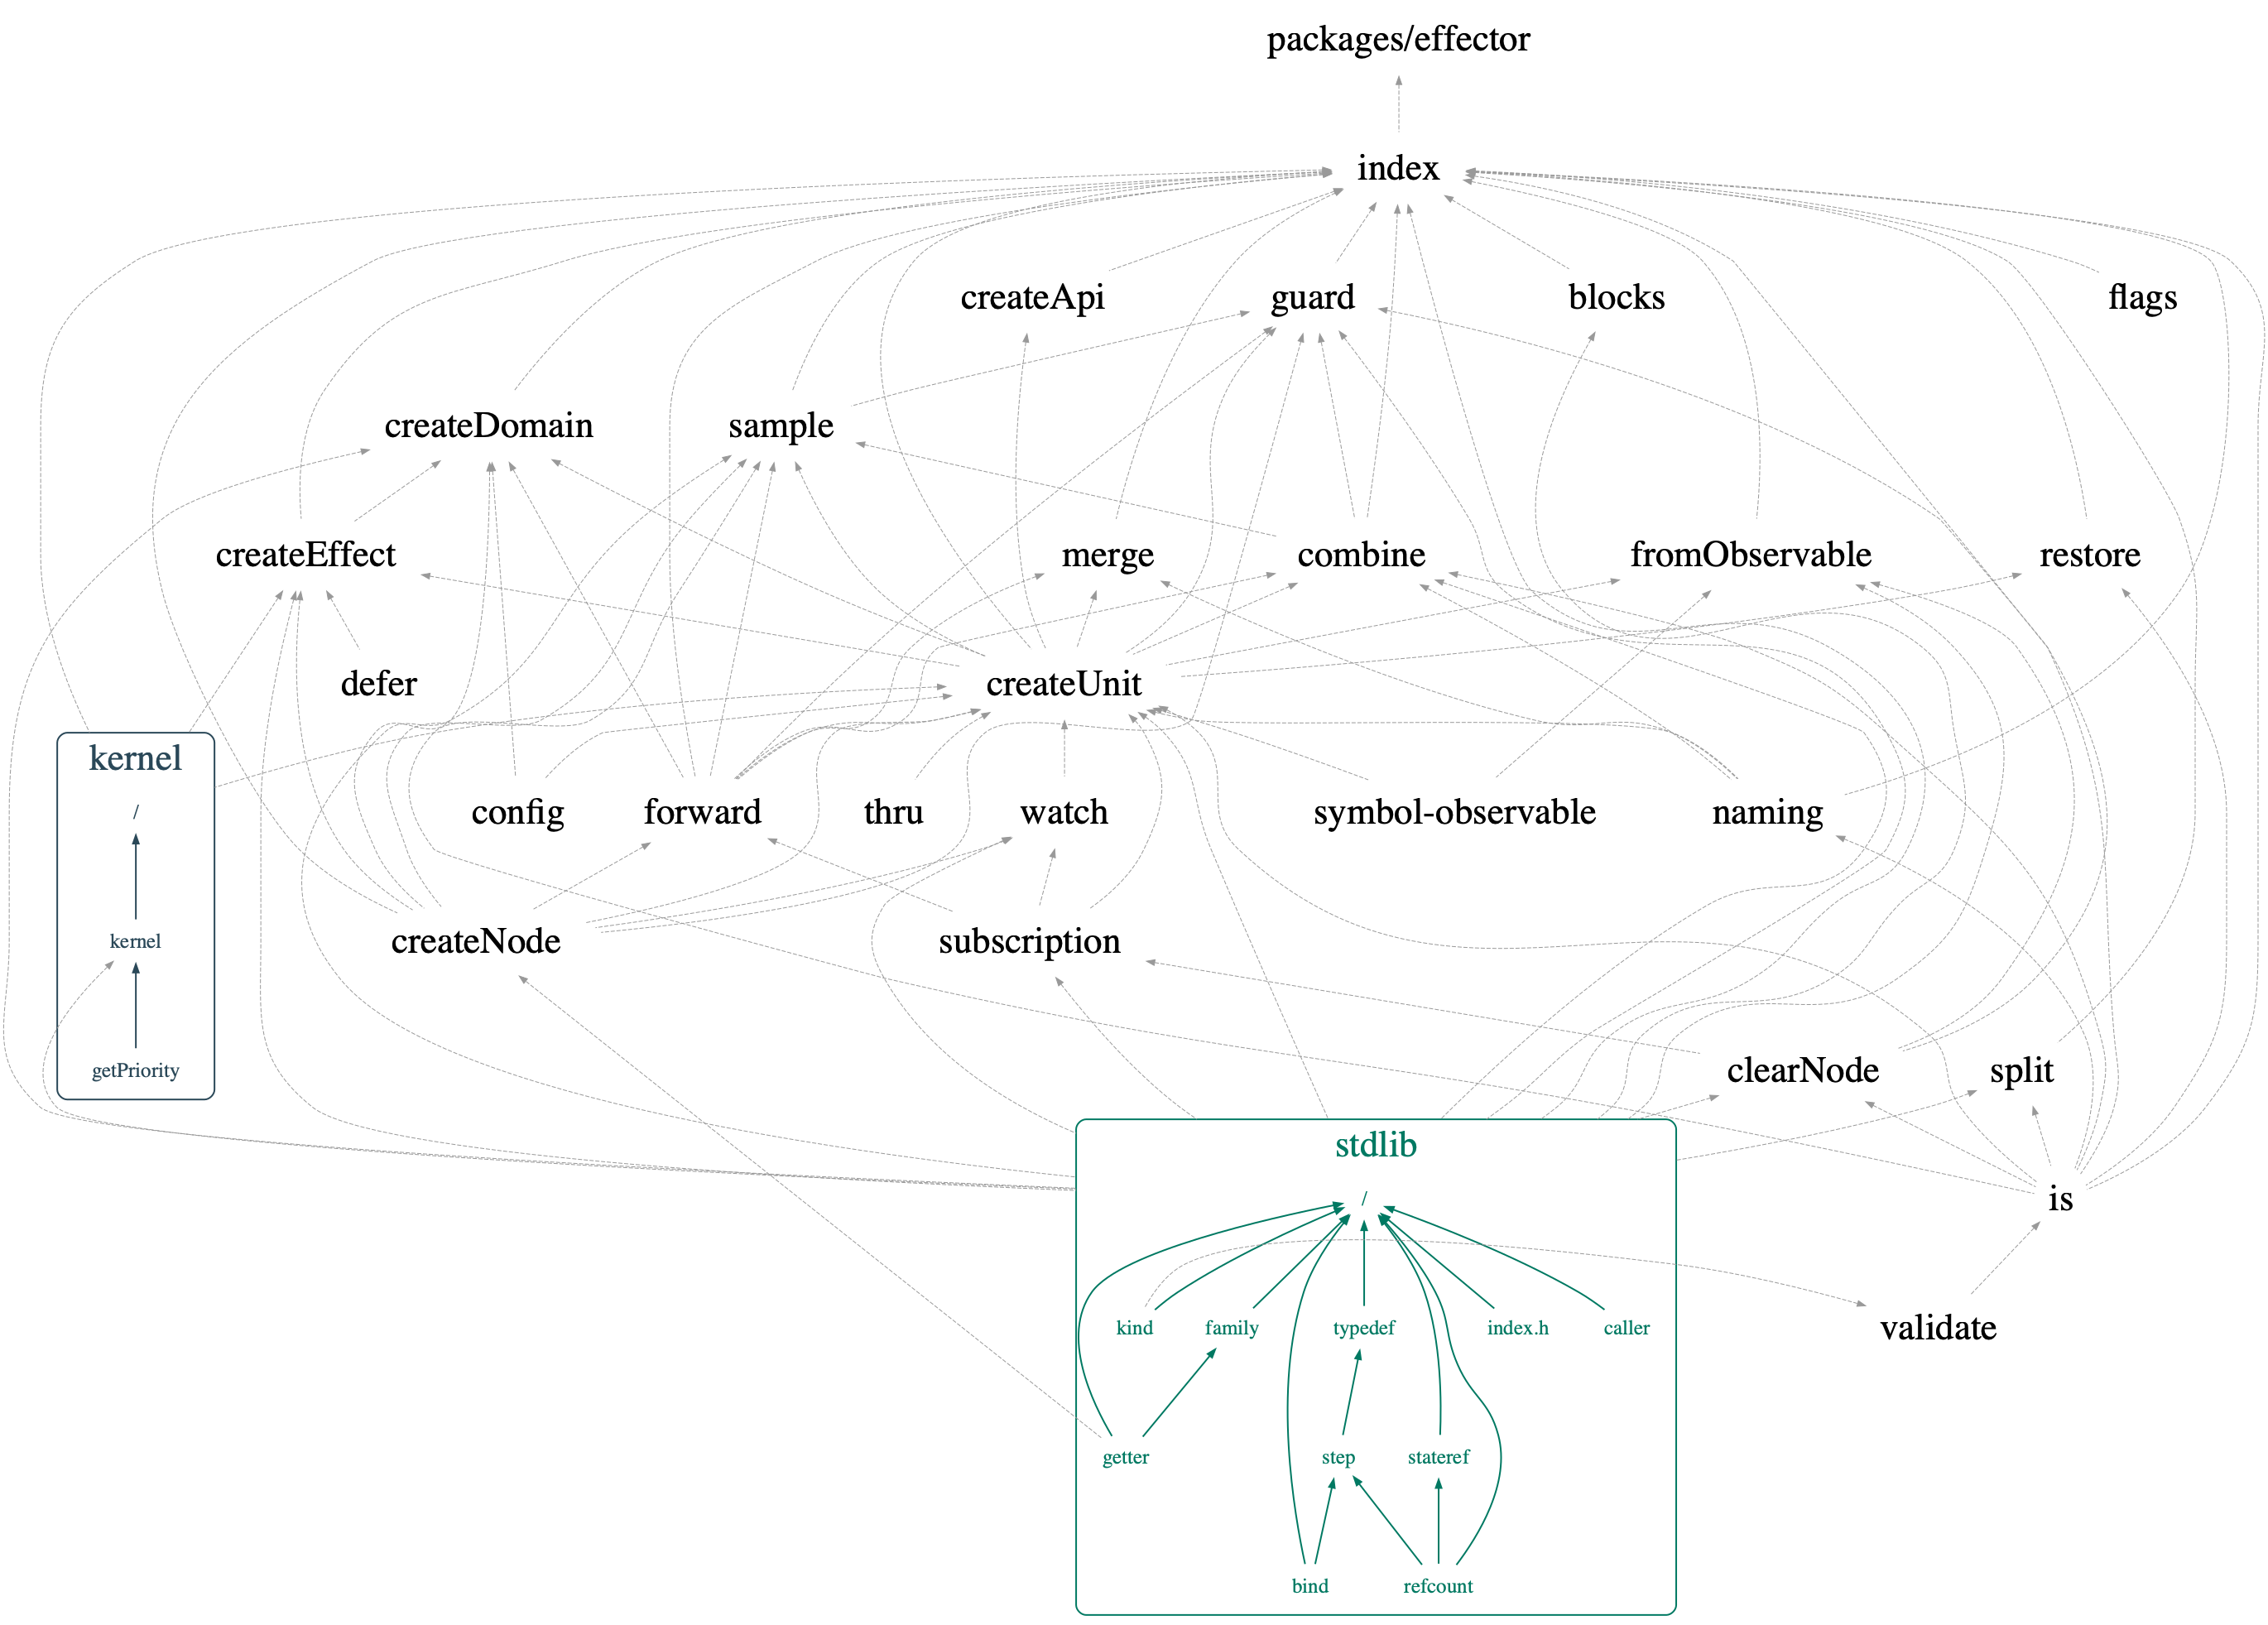 packages/effector
index
createApi
guard
blocks
flags
createDomain
sample
createEffect
merge
combine
fromObservable
restore
defer
createUnit
kernel
/
config
forward
thru
watch
symbol-observable
naming
kernel
createNode
subscription
getPriority
clearNode
split
stdlib
/
is
kind
family
typedef
index.h
caller
validate
getter
step
stateref
bind
refcount